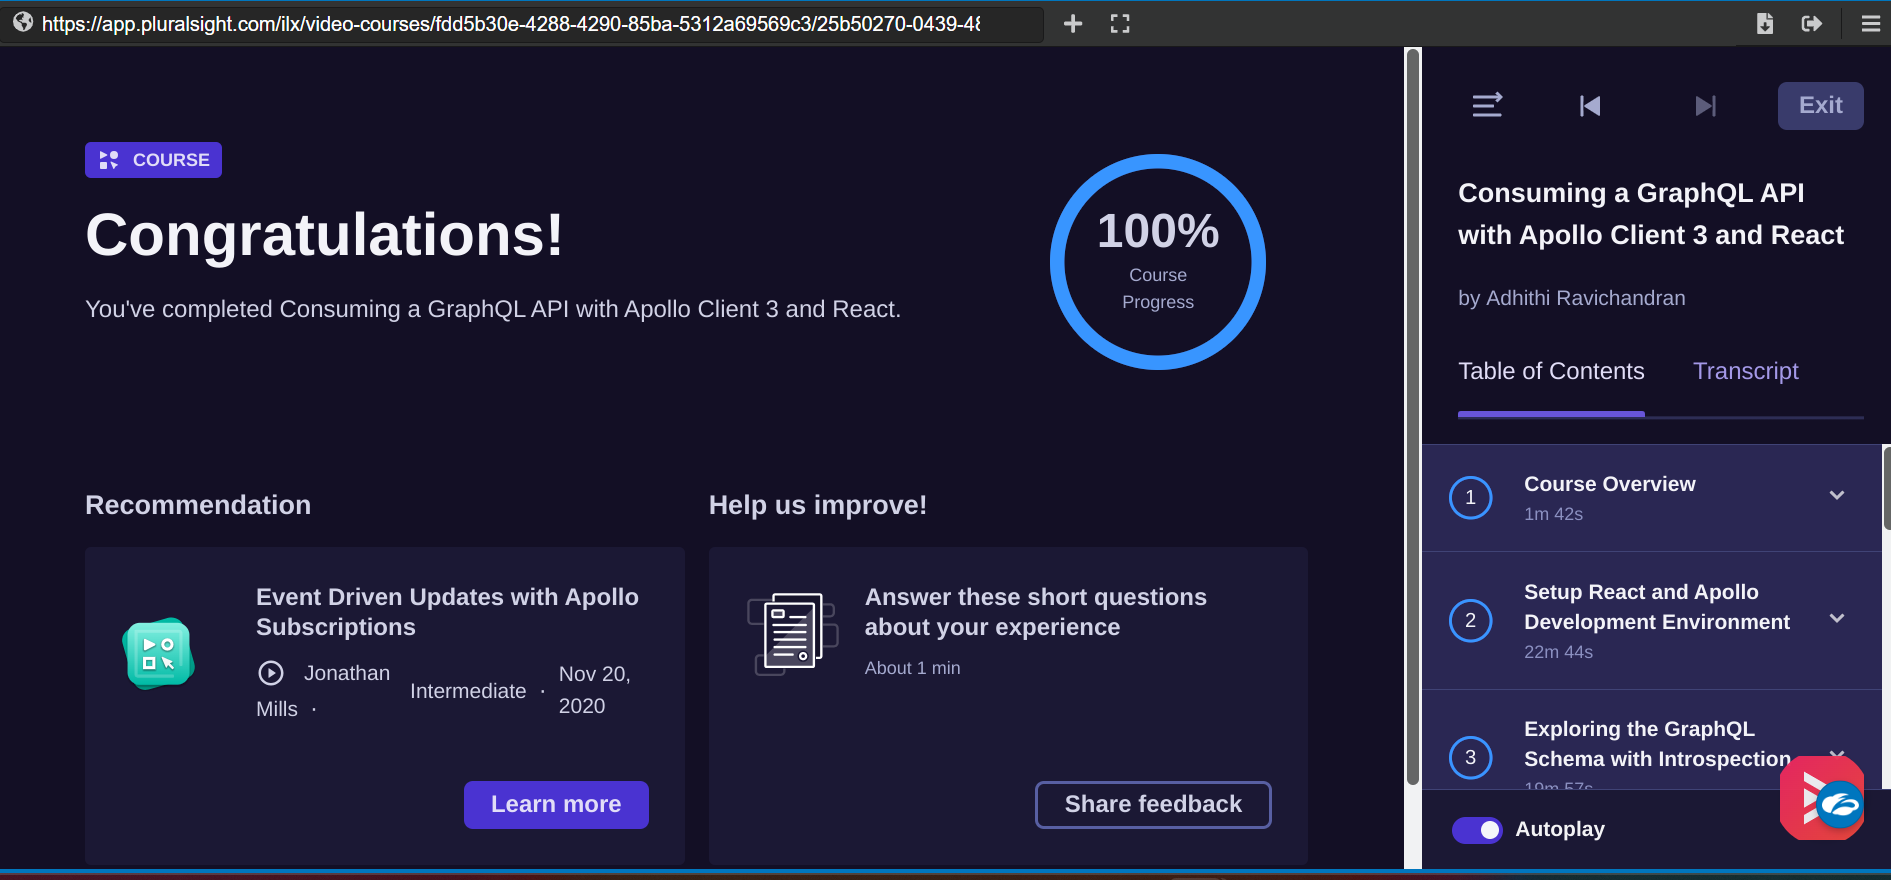 https://app.pluralsight.com/ilx/video-courses/fdd5b30e-4288-4290-85ba-5312a69569c3/25b50270-0439-48
COURSE
Congratulations!
You've completed Consuming a GraphQL API with Apollo Client 3 and React.
100%
Course
Progress
Recommendation
Event Driven Updates with Apollo
Subscriptions
Jonathan
Mills ·
Intermediate ·
Nov 20,
2020
Learn more
Help us improve!
Answer these short questions
about your experience
About 1 min
Share feedback
Exit
Consuming a GraphQL API
with Apollo Client 3 and React
by Adhithi Ravichandran
Table of Contents
Transcript
1
Course Overview
1m 42s
2
Setup React and Apollo
Development Environment
22m 44s
3
Exploring the GraphQL
Schema with Introspection
19m 57s
Autoplay